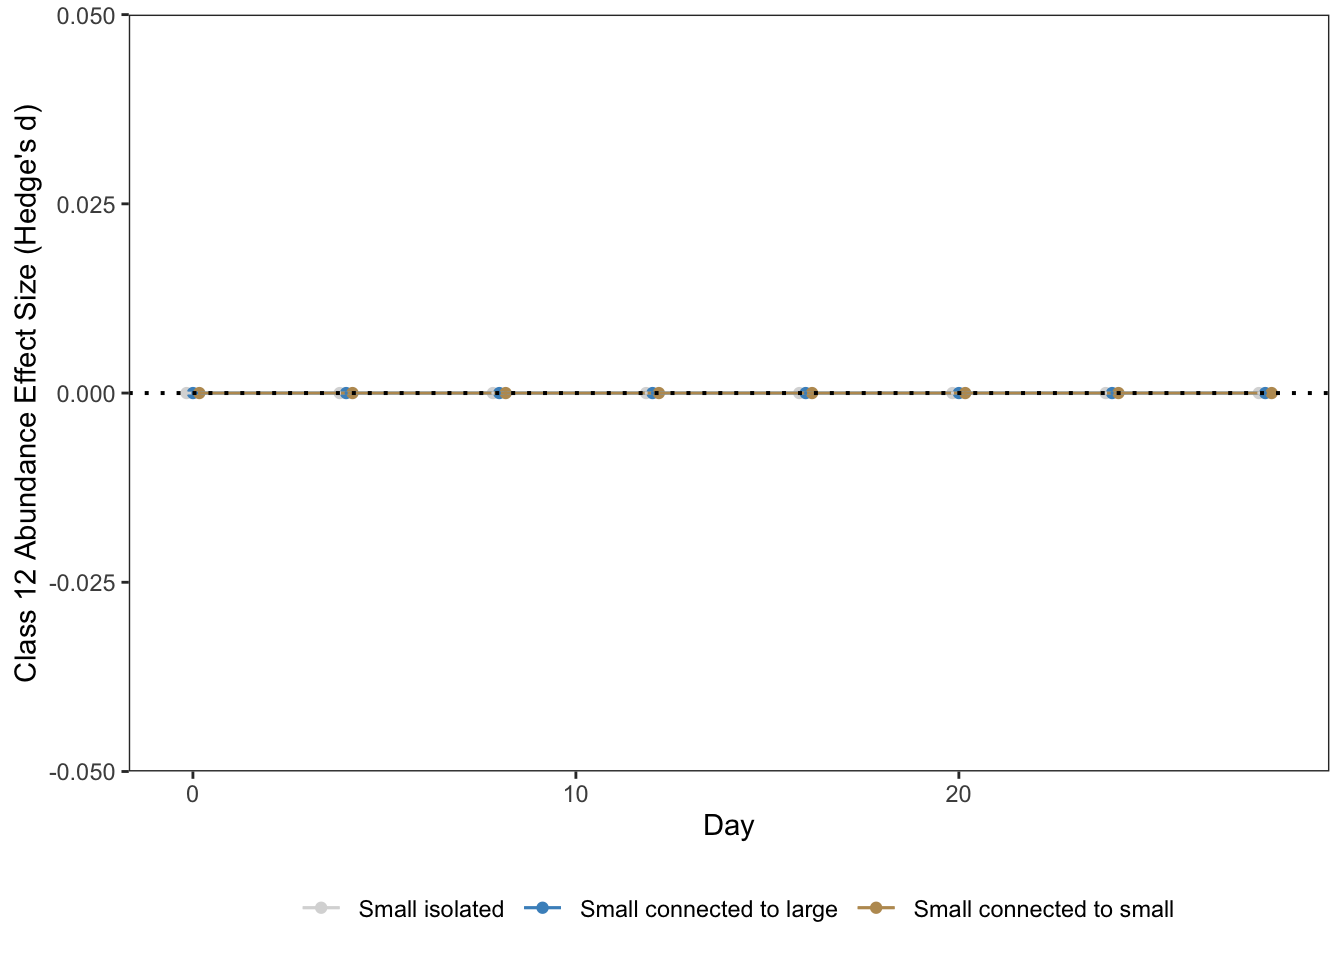 0.050
0.025
0.000
-0.025
-0.050
Class 12 Abundance Effect Size (Hedge's d)
0 10 20
Day
Small isolated Small connected to large Small connected to small